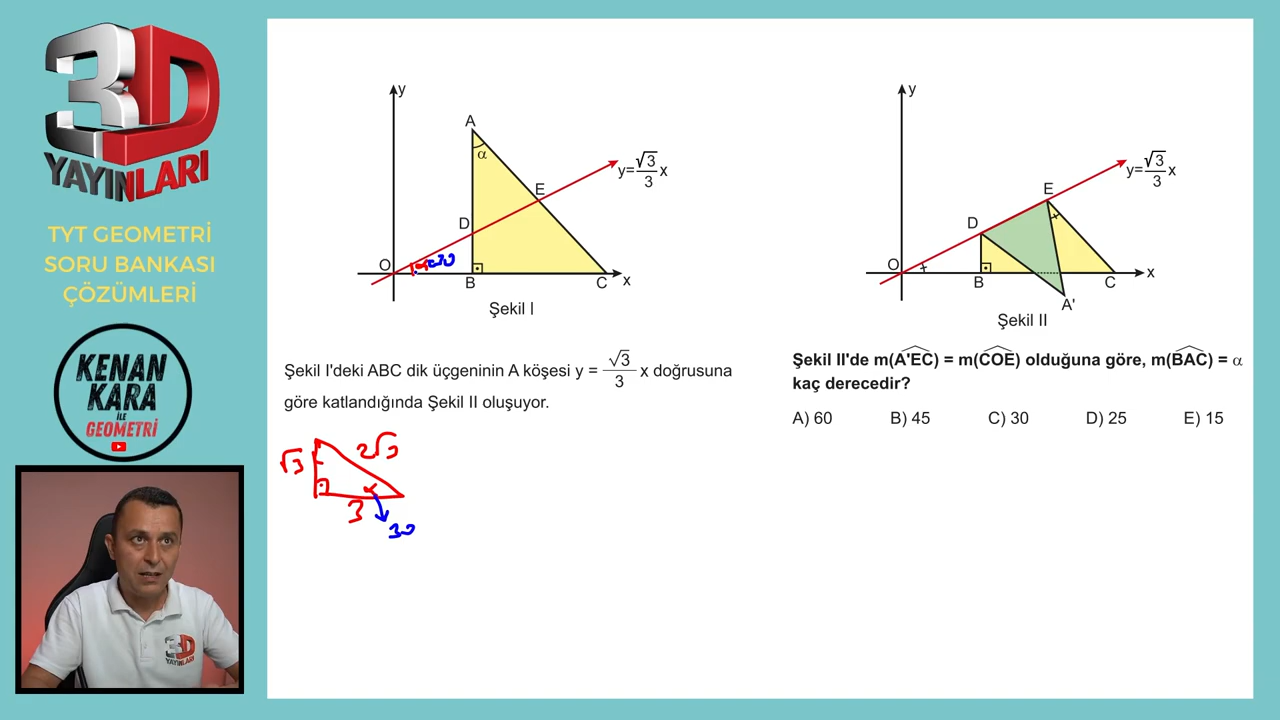 3D
YAYINLARI
TYT GEOMETRİ
SORU BANKASI
ÇÖZÜMLERİ
KENAN
KARA
İLE
GEOMETRİ
3D
YAYINLARI
y
A
α
E
D
y=√3/3 x
O
α=30
B
C
x
Şekil I
y
E
D
y=√3/3 x
O
B
C
x
A'
Şekil II
Şekil I'deki ABC dik üçgeninin A köşesi y = √3/3 x doğrusuna
göre katlandığında Şekil II oluşuyor.
√3
2√3
α
3
30
Şekil II'de m(A'EC) = m(COE) olduğuna göre, m(BAC) = α
kaç derecedir?
A) 60 B) 45 C) 30 D) 25 E) 15